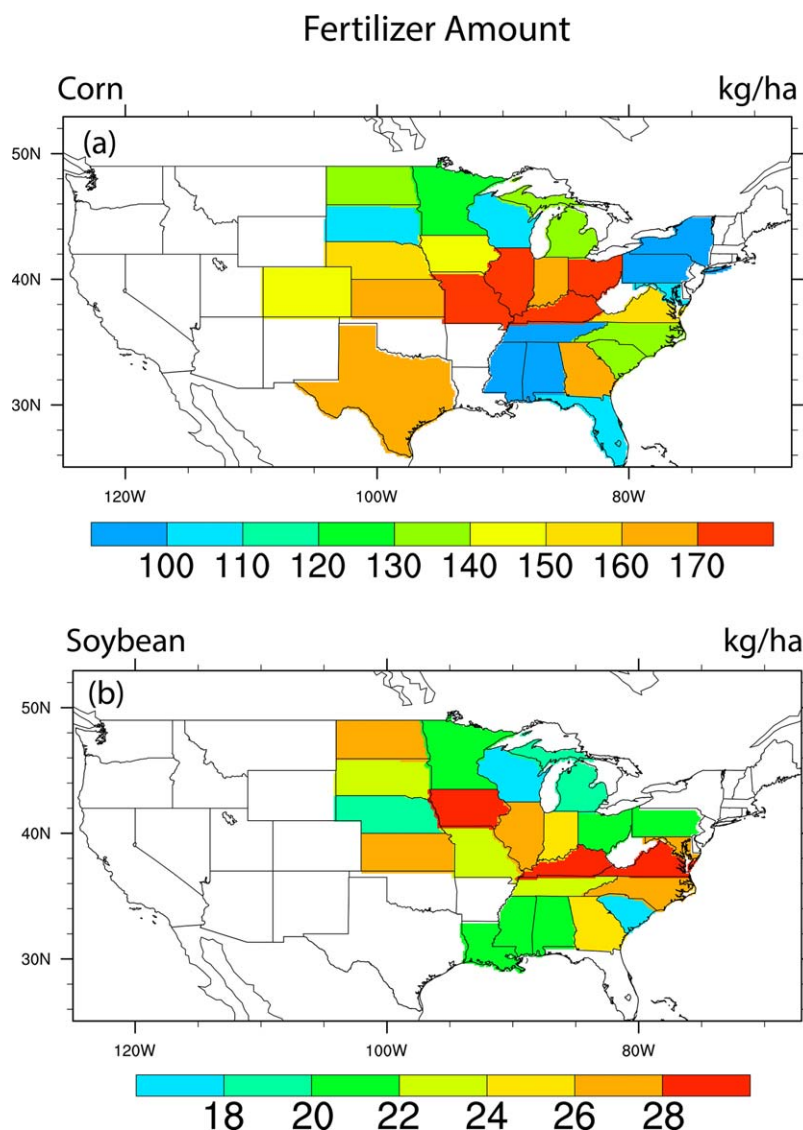 Fertilizer Amount
Corn kg/ha
(a)
50N
40N
30N
120W 100W 80W
100 110 120 130 140 150 160 170
Soybean kg/ha
(b)
50N
40N
30N
120W 100W 80W
18 20 22 24 26 28